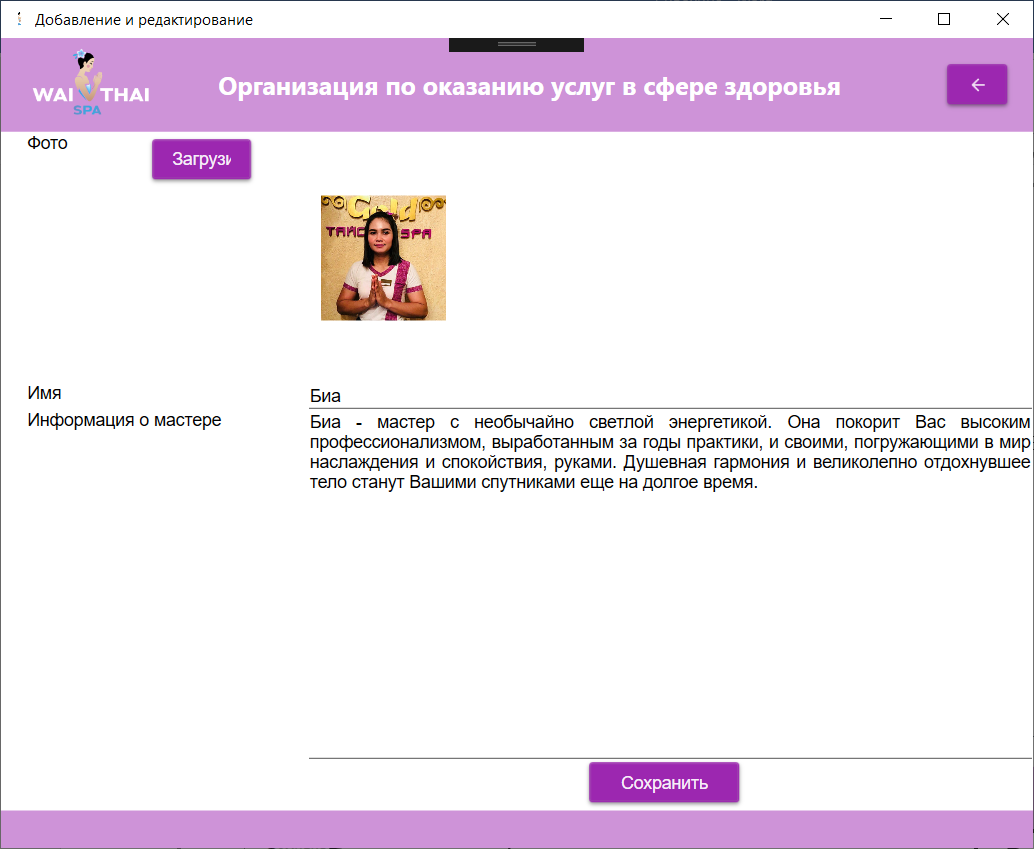 Добавление и редактирование
WAI THAI
SPA
Организация по оказанию услуг в сфере здоровья
Фото
Загрузи
Gold
SPA
Имя
Биа
Информация о мастере
Биа - мастер с необычайно светлой энергетикой. Она покорит Вас высоким
профессионализмом, выработанным за годы практики, и своими, погружающими в мир
наслаждения и спокойствия, руками. Душевная гармония и великолепно отдохнувшее
тело станут Вашими спутниками еще на долгое время.
Сохранить